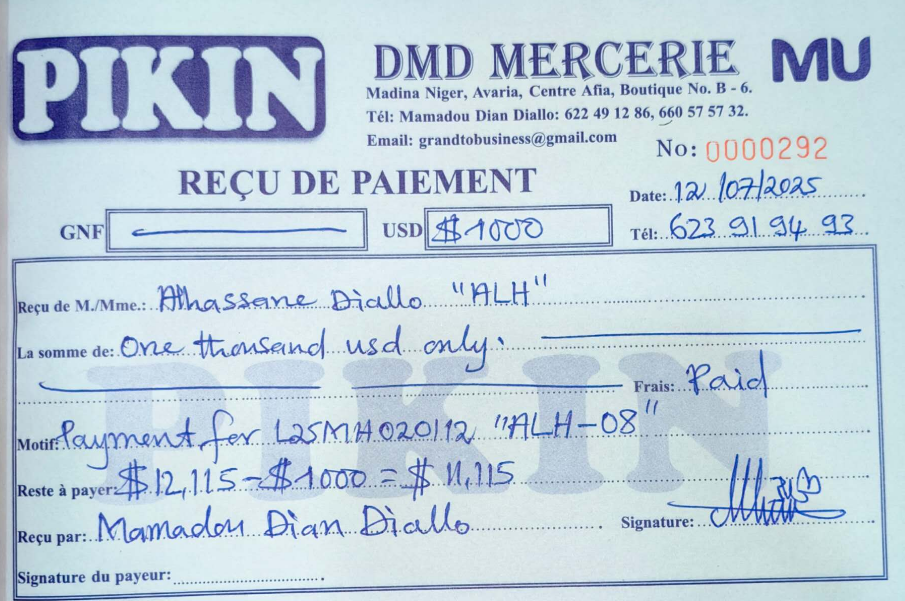 PIKIN
DMD MERCERIE MU
Madina Niger, Avaria, Centre Afia, Boutique No. B - 6.
Tél: Mamadou Dian Diallo: 622 49 12 86, 660 57 57 32.
Email: grandtobusiness@gmail.com
No: 0000292
REÇU DE PAIEMENT
Date: 12/07/2025
GNF USD $1000
Tél: 623 91 94 93
Reçu de M./Mme.: Alhassane Diallo "ALH"
La somme de: One thousand usd only.
Frais: Paid
Motif: Payment for L25MH020112 "ALH-08"
Reste à payer: $12,115 - $1000 = $11,115
Reçu par: Mamadou Dian Diallo Signature:
Signature du payeur:
PIKIN